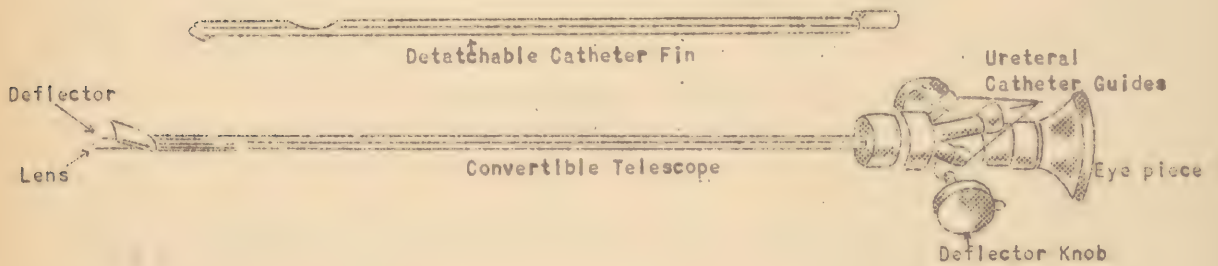 Detatchable Catheter Fin
Ureteral
Catheter Guides
Deflector
Lens
Convertible Telescope
Eye piece
Deflector Knob